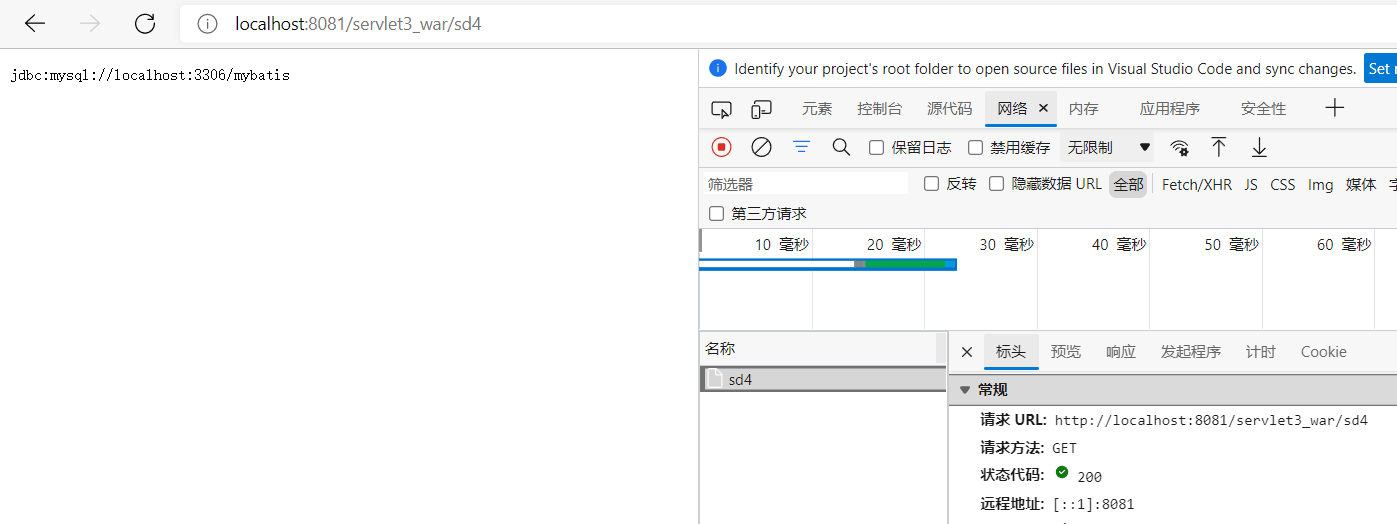 localhost:8081/servlet3_war/sd4
jdbc:mysql://localhost:3306/mybatis
Identify your project's root folder to open source files in Visual Studio Code and sync changes. Set
元素 控制台 源代码 网络 内存 应用程序 安全性
保留日志 禁用缓存 无限制
筛选器 反转 隐藏数据 URL 全部 Fetch/XHR JS CSS Img 媒体
第三方请求
10 毫秒 20 毫秒 30 毫秒 40 毫秒 50 毫秒 60 毫秒
名称
sd4
标头 预览 响应 发起程序 计时 Cookie
常规
请求 URL: http://localhost:8081/servlet3_war/sd4
请求方法: GET
状态代码: 200
远程地址: [::1]:8081